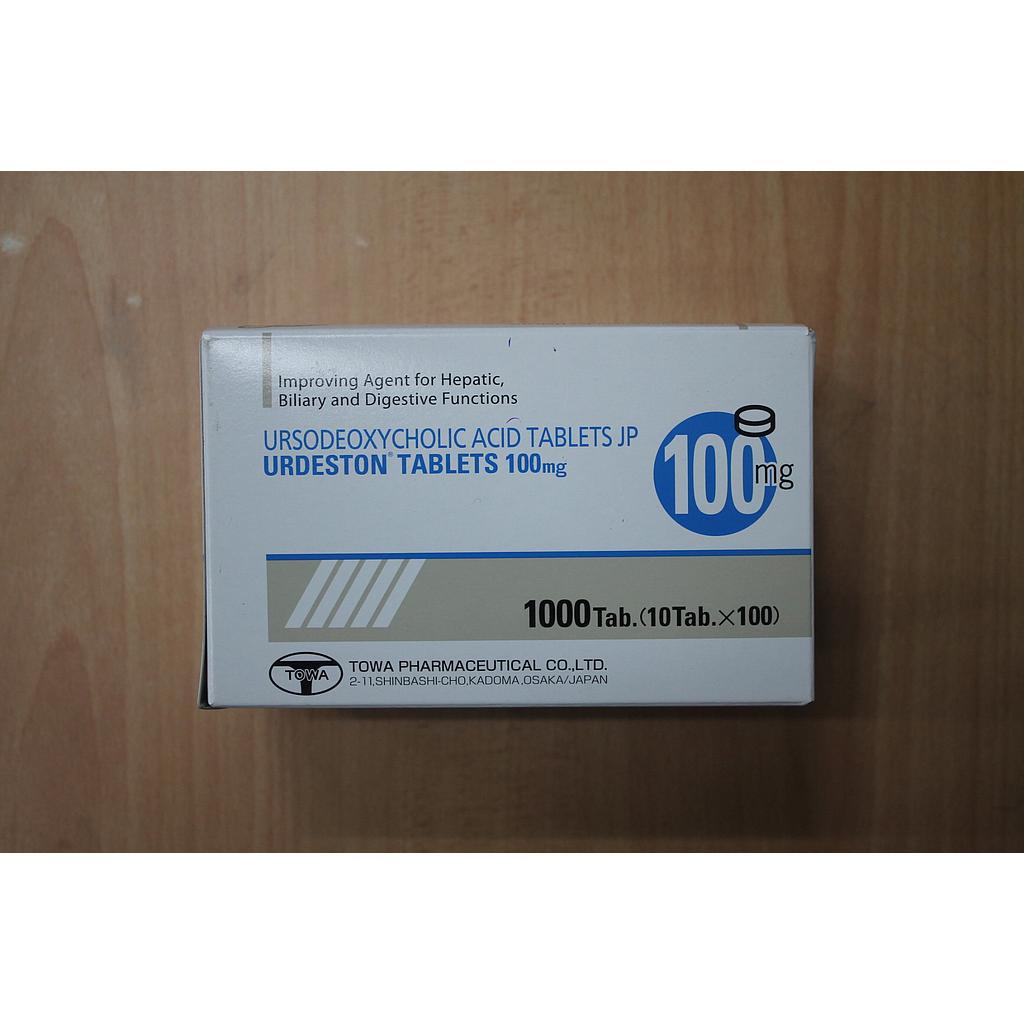 Improving Agent for Hepatic,
Biliary and Digestive Functions
URSODEOXYCHOLIC ACID TABLETS JP
URDESTON® TABLETS 100mg
100mg
1000Tab.(10Tab.×100)
TOWA
TOWA PHARMACEUTICAL CO.,LTD.
2-11,SHINBASHI-CHO,KADOMA,OSAKA/JAPAN